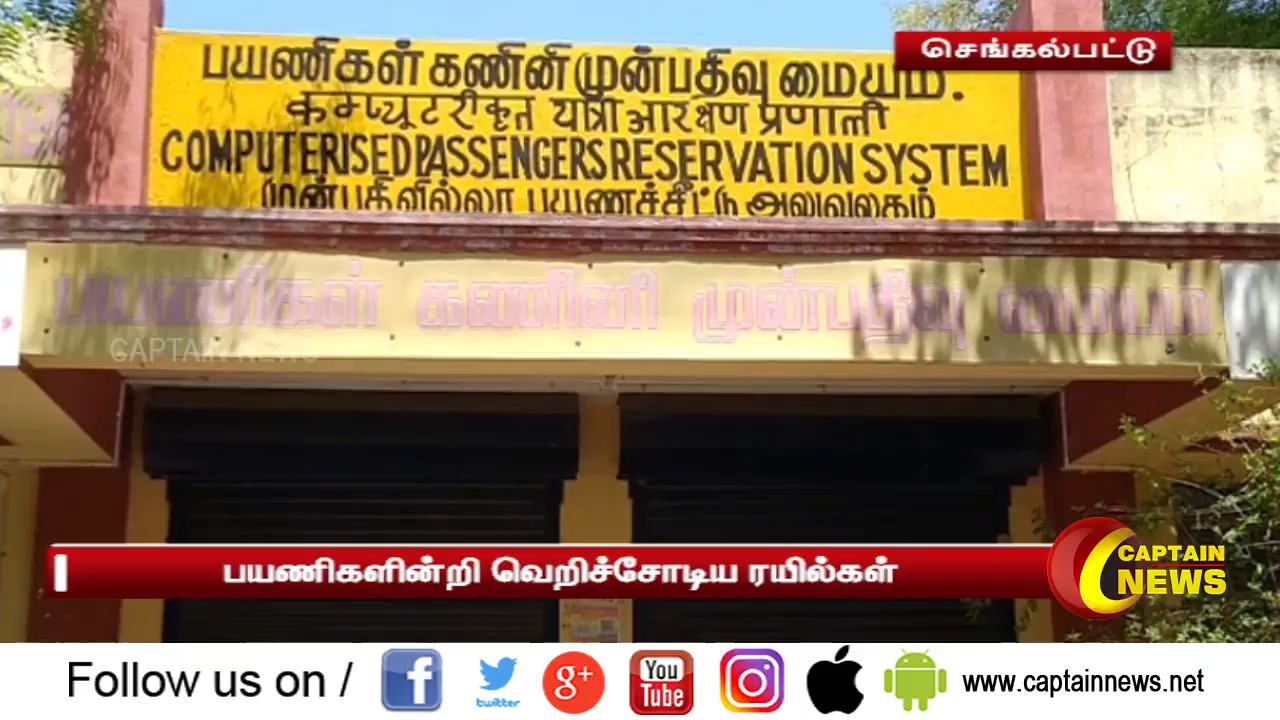 செங்கல்பட்டு
பயணிகள் கணினி முன்பதிவு மையம்.
கம்ப்யூடரிகृत यात्री आरक्षण प्रणाली
COMPUTERISED PASSENGERS RESERVATION SYSTEM
முன்பதிவில்லா பயணச்சீட்டு அலுவலகம்
பயணிகள் கணினி முன்பதிவு மையம்
CAPTAIN NEWS
பயணிகளின்றி வெறிச்சோடிய ரயில்கள்
CAPTAIN
NEWS
Follow us on /
twitter
g+
You
Tube
www.captainnews.net